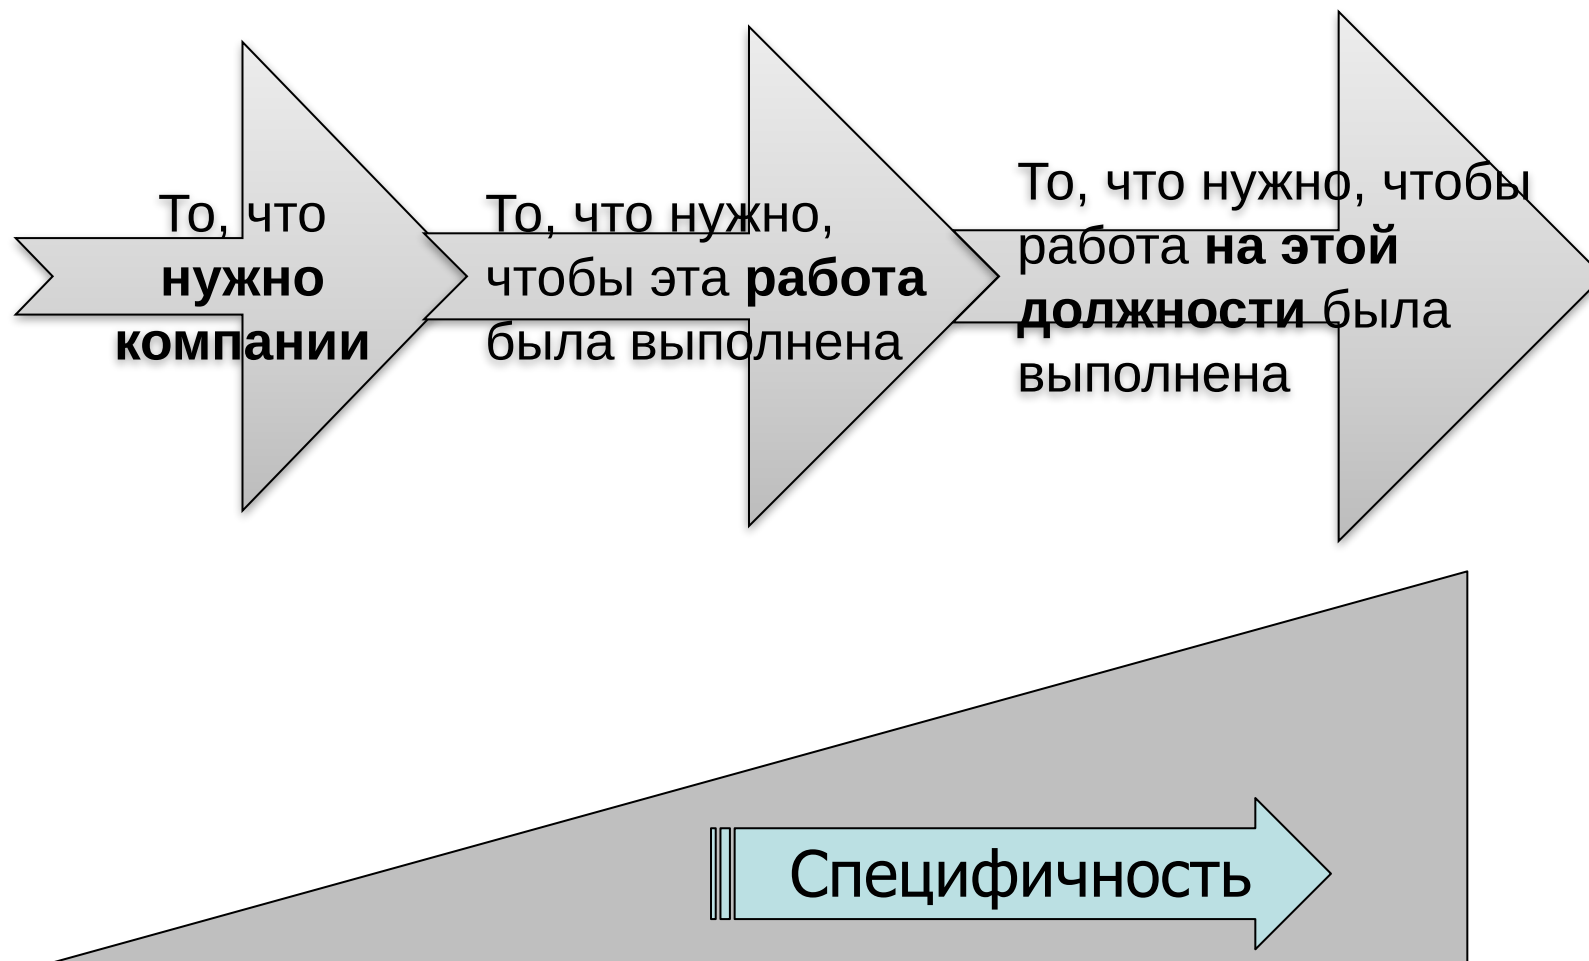 То, что
нужно
компании
То, что нужно,
чтобы эта работа
была выполнена
То, что нужно, чтобы
работа на этой
должности была
выполнена
Специфичность